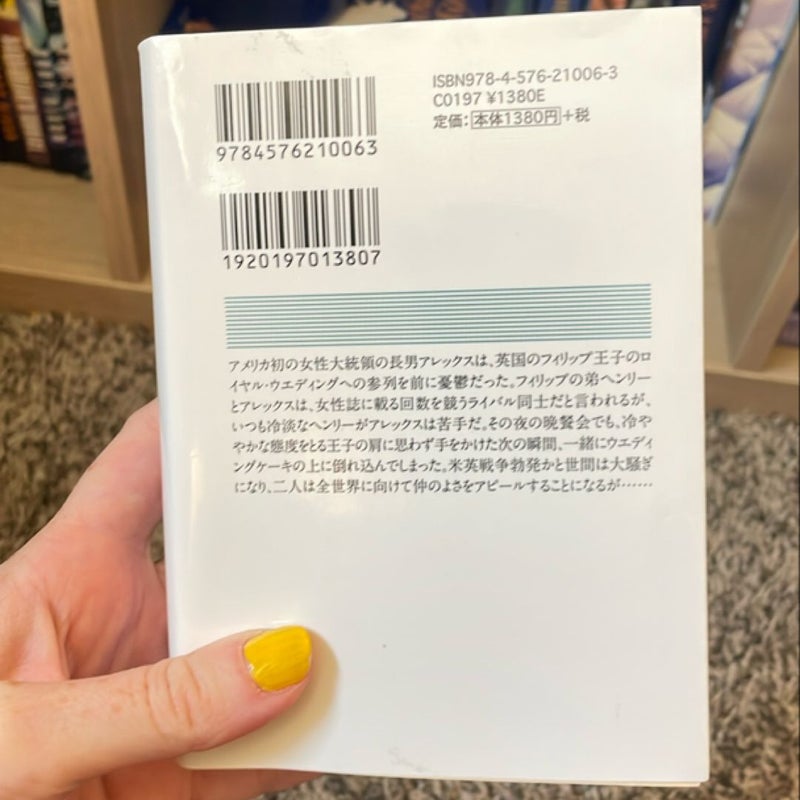 ISBN978-4-576-21006-3
C0197 ¥1380E
定価：本体1380円+税
9784576210063
1920197013807
アメリカ初の女性大統領の長男アレックスは、英国のフィリップ王子のロ
イヤル・ウエディングへの参列を前に憂鬱だった。フィリップの弟ヘンリー
とアレックスは、女性誌に載る回数を競うライバル同士だと言われるが、
いつも冷淡なヘンリーがアレックスは苦手だ。その夜の晩餐会でも、冷や
やかな態度をとる王子の肩に思わず手をかけた次の瞬間、一緒にウエディ
ングケーキの上に倒れ込んでしまった。米英戦争勃発かと世間は大騒ぎ
になり、二人は全世界に向けて仲のよさをアピールすることになるが……